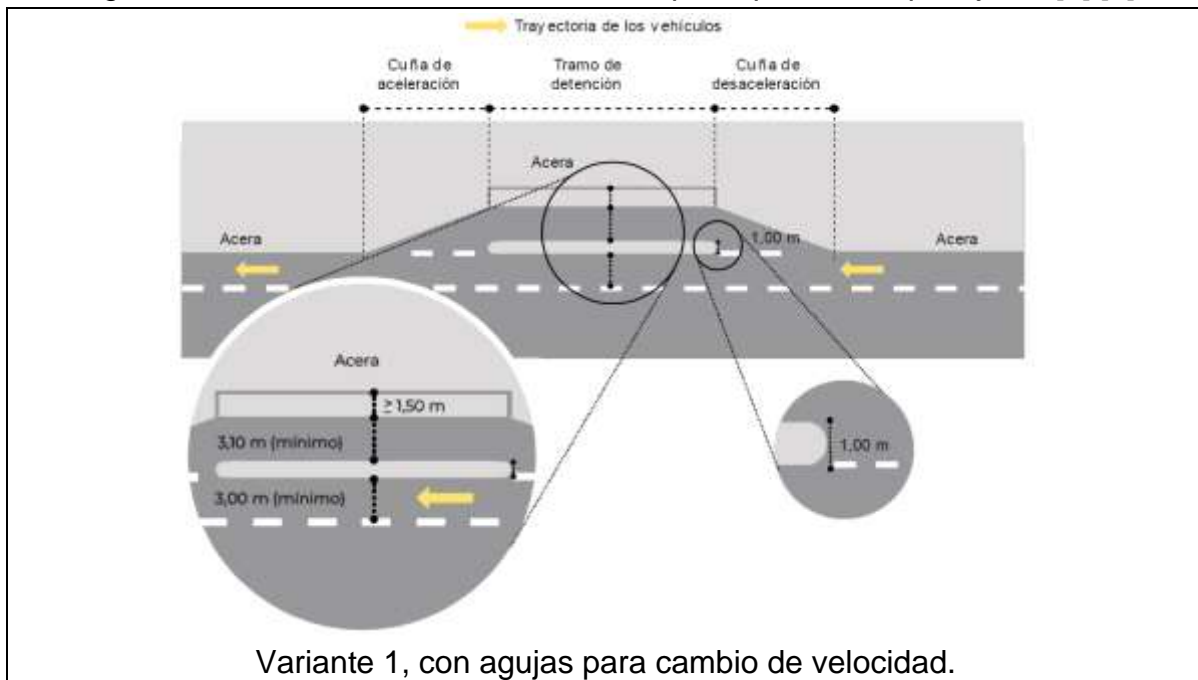 Trayectoria de los vehículos
Cuña de
aceleración
Tramo de
detención
Cuña de
desaceleración
Acera
Acera
1,00 m
Acera
Acera
≥ 1,50 m
3,10 m (mínimo)
3,00 m (mínimo)
1,00 m
Variante 1, con agujas para cambio de velocidad.